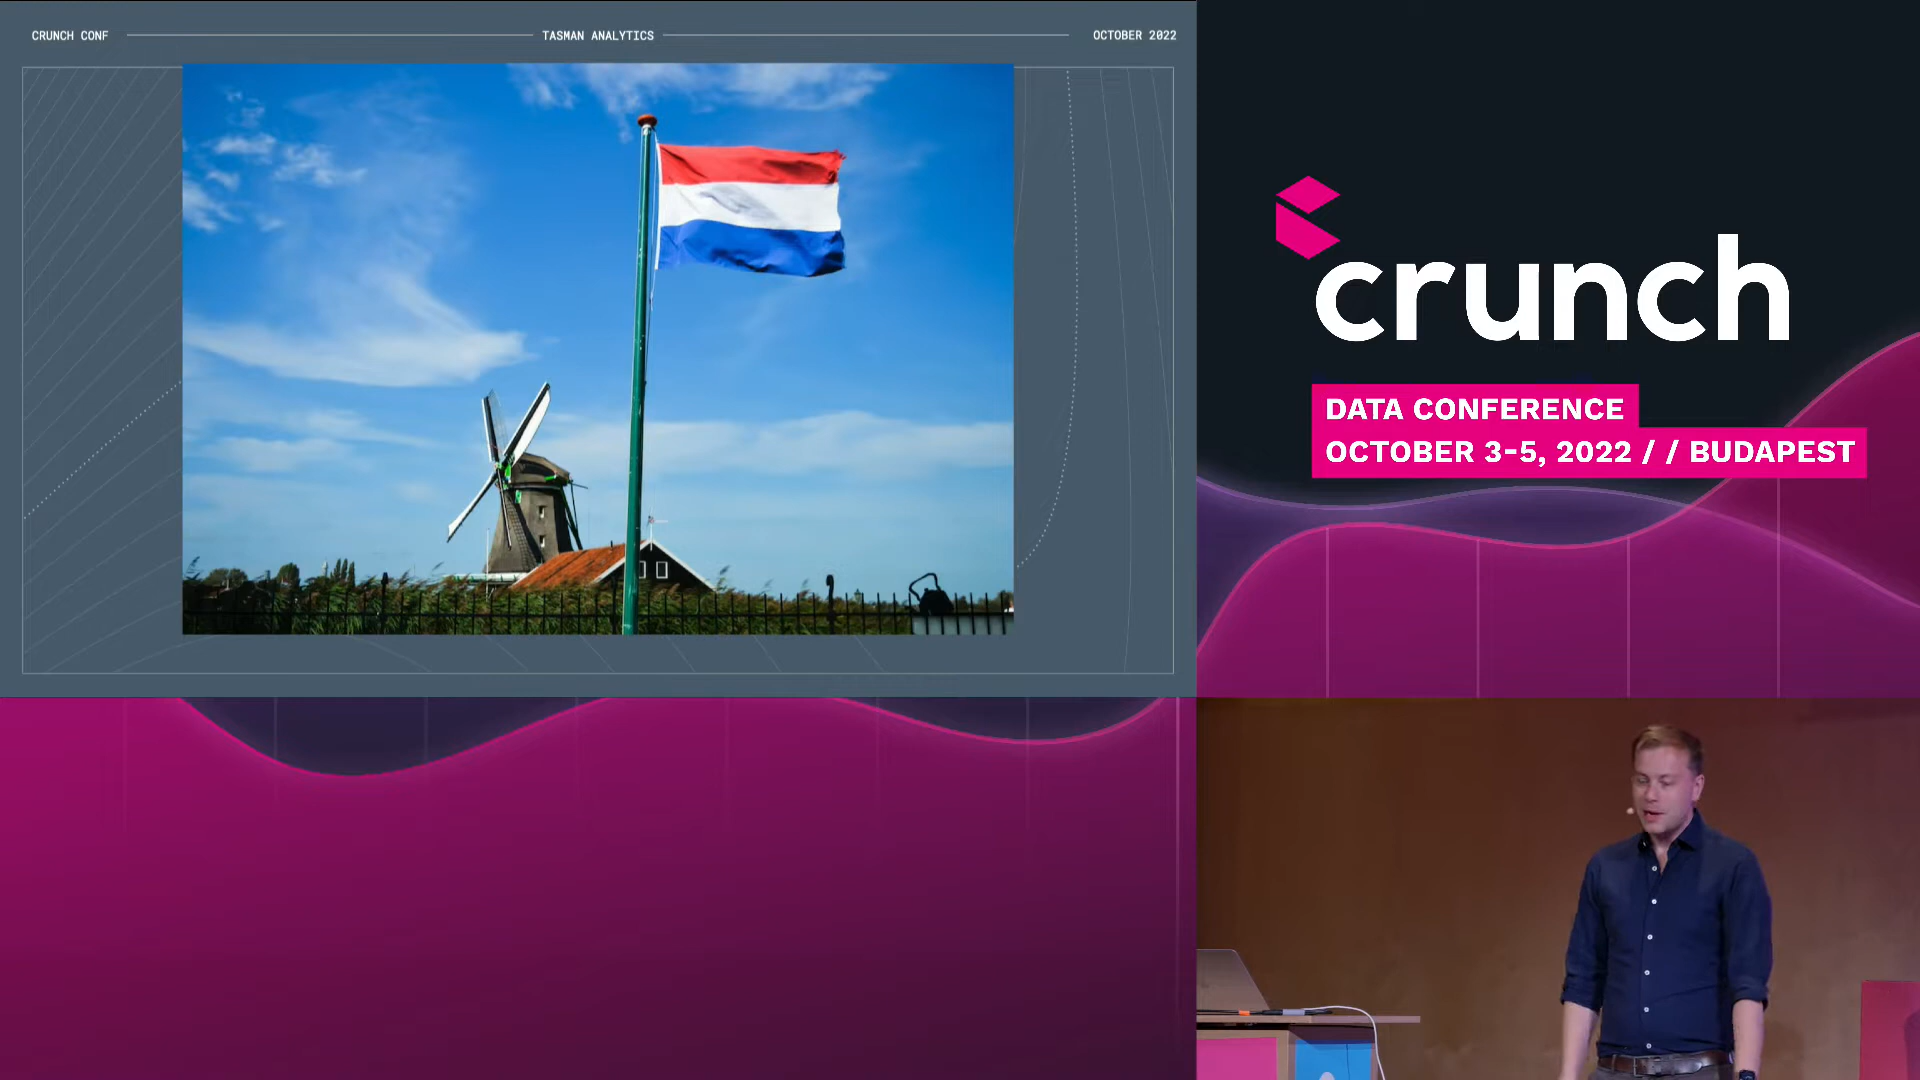 CRUNCH CONF
TASMAN ANALYTICS
OCTOBER 2022
crunch
DATA CONFERENCE
OCTOBER 3-5, 2022 / / BUDAPEST